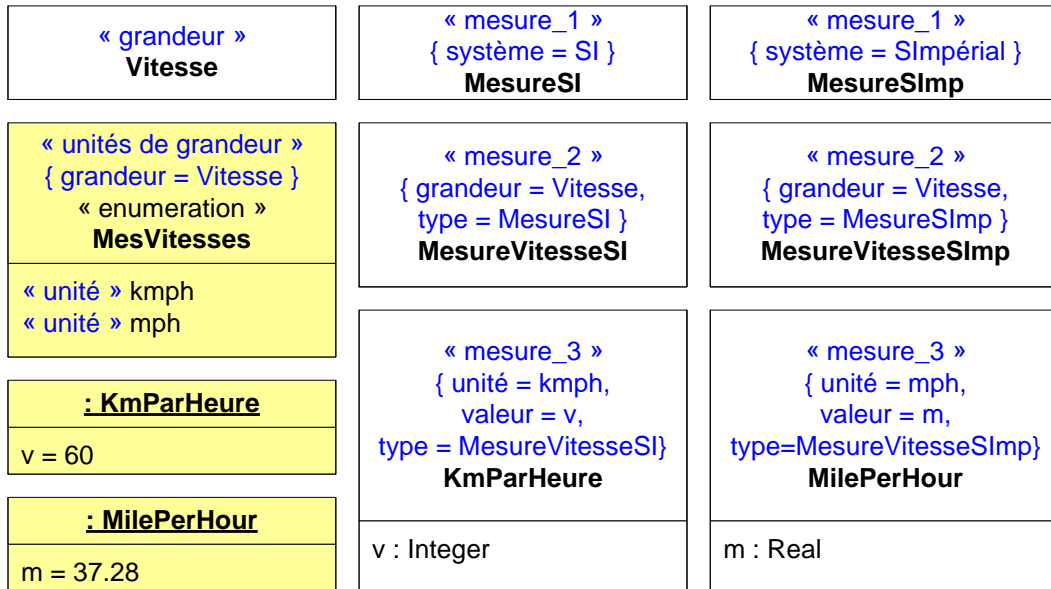 « grandeur »
Vitesse
« unités de grandeur »
{ grandeur = Vitesse }
« enumeration »
MesVitesses
« unité » kmph
« unité » mph
: KmParHeure
v = 60
: MilePerHour
m = 37.28
« mesure_1 »
{ système = SI }
MesureSI
« mesure_2 »
{ grandeur = Vitesse,
type = MesureSI }
MesureVitesseSI
« mesure_3 »
{ unité = kmph,
valeur = v,
type = MesureVitesseSI}
KmParHeure
v : Integer
« mesure_1 »
{ système = SImpérial }
MesureSImp
« mesure_2 »
{ grandeur = Vitesse,
type = MesureSImp }
MesureVitesseSImp
« mesure_3 »
{ unité = mph,
valeur = m,
type=MesureVitesseSImp}
MilePerHour
m : Real